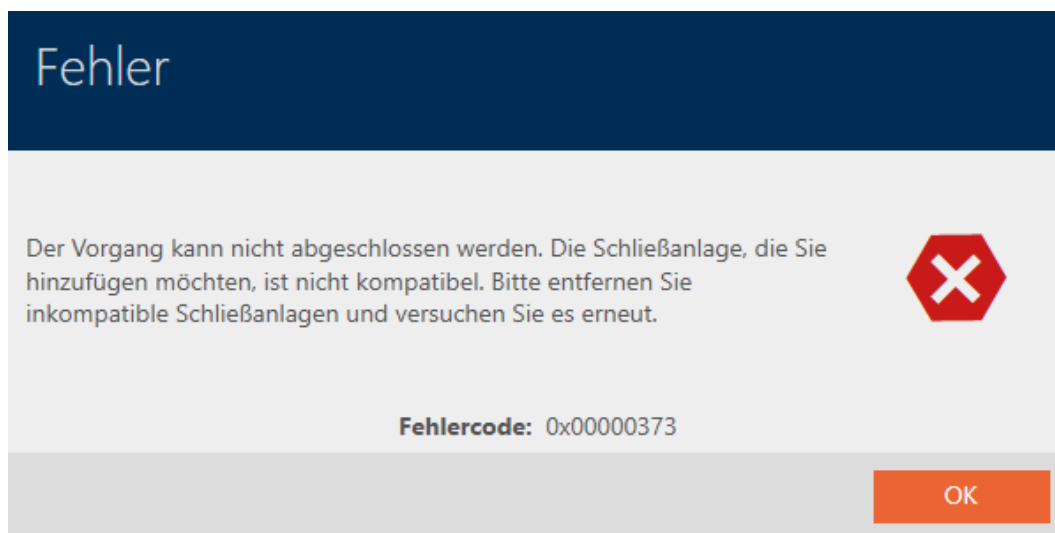 Fehler
Der Vorgang kann nicht abgeschlossen werden. Die Schließanlage, die Sie
hinzufügen möchten, ist nicht kompatibel. Bitte entfernen Sie
inkompatible Schließanlagen und versuchen Sie es erneut.
Fehlercode: 0x00000373
OK